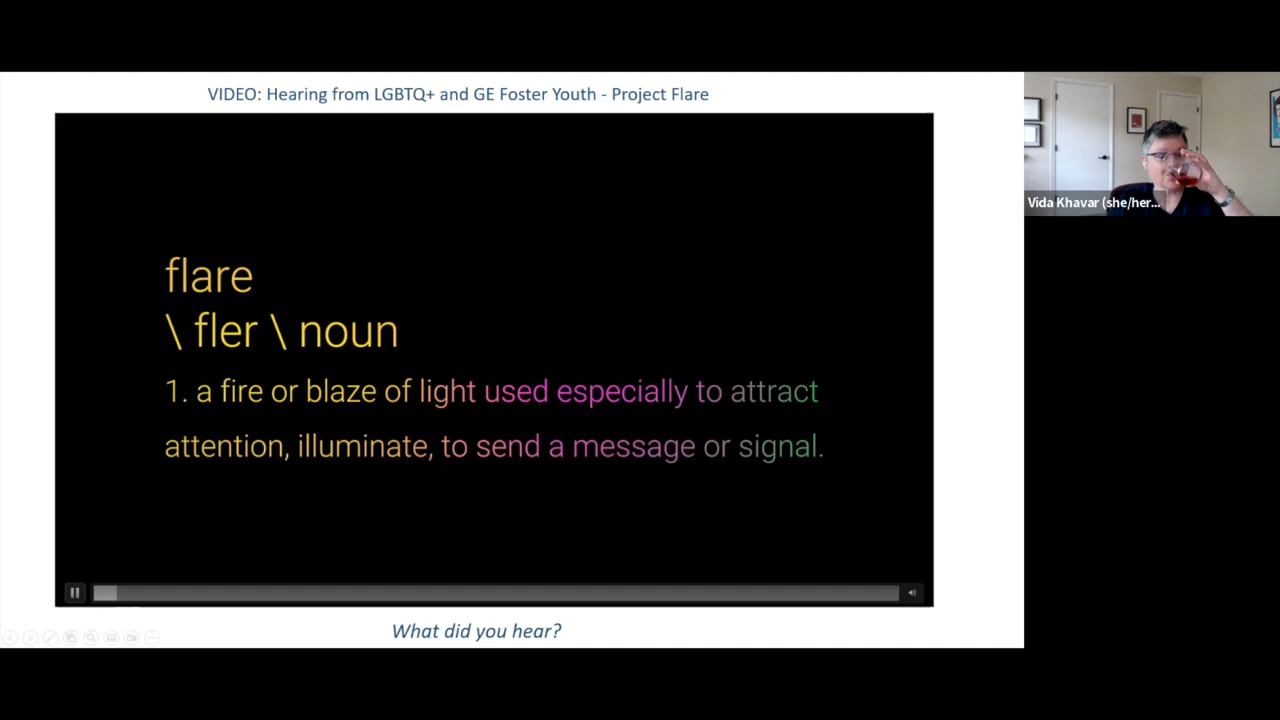 VIDEO: Hearing from LGBTQ+ and GE Foster Youth - Project Flare
flare
\ fler \ noun
1. a fire or blaze of light used especially to attract
attention, illuminate, to send a message or signal.
What did you hear?
Vida Khavar (she/her...